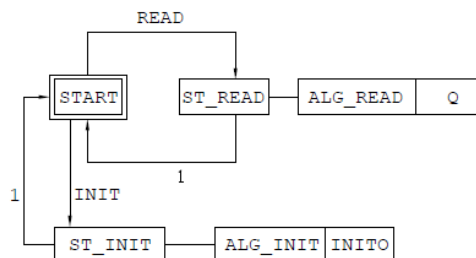 READ
START ST_READ ALG_READ Q
1
1 INIT
ST_INIT ALG_INIT INITO